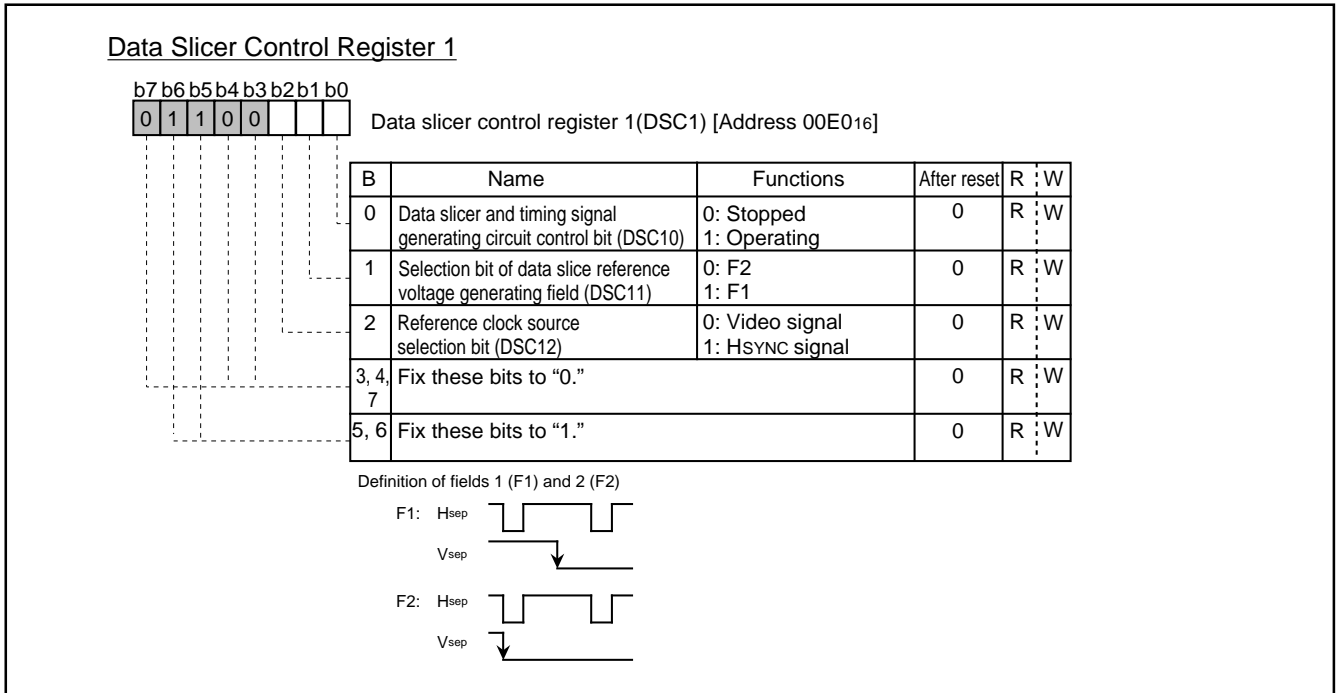 Data Slicer Control Register 1
b7 b6 b5 b4 b3 b2 b1 b0
0 1 1 0 0
Data slicer control register 1(DSC1) [Address 00E016]
B Name Functions After reset R W
0 Data slicer and timing signal generating circuit control bit (DSC10) 0: Stopped 1: Operating 0 R W
1 Selection bit of data slice reference voltage generating field (DSC11) 0: F2 1: F1 0 R W
2 Reference clock source selection bit (DSC12) 0: Video signal 1: HSYNC signal 0 R W
3, 4, 7 Fix these bits to “0.” 0 R W
5, 6 Fix these bits to “1.” 0 R W
Definition of fields 1 (F1) and 2 (F2)
F1: Hsep
Vsep
F2: Hsep
Vsep